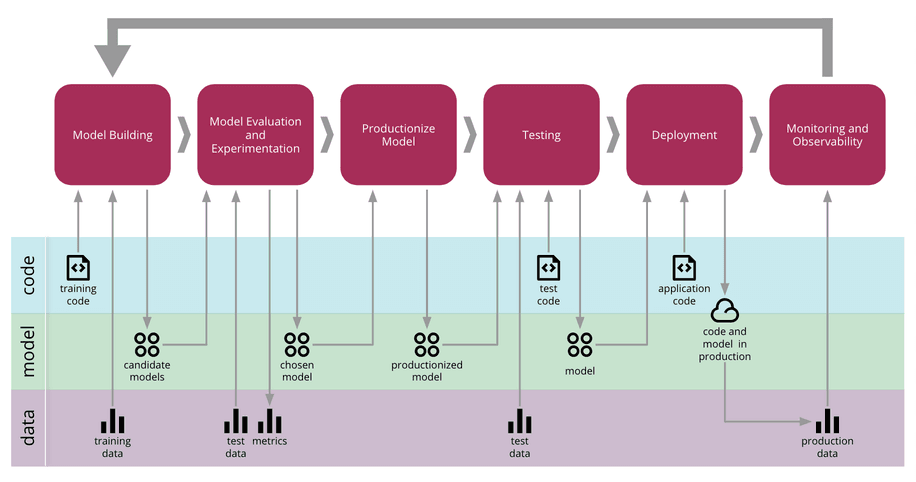 Model Building
Model Evaluation
and
Experimentation
Productionize
Model
Testing
Deployment
Monitoring and
Observability
code
training
code
test
code
application
code
model
candidate
models
chosen
model
productionized
model
model
code and
model in
production
data
training
data
test
data
metrics
test
data
production
data